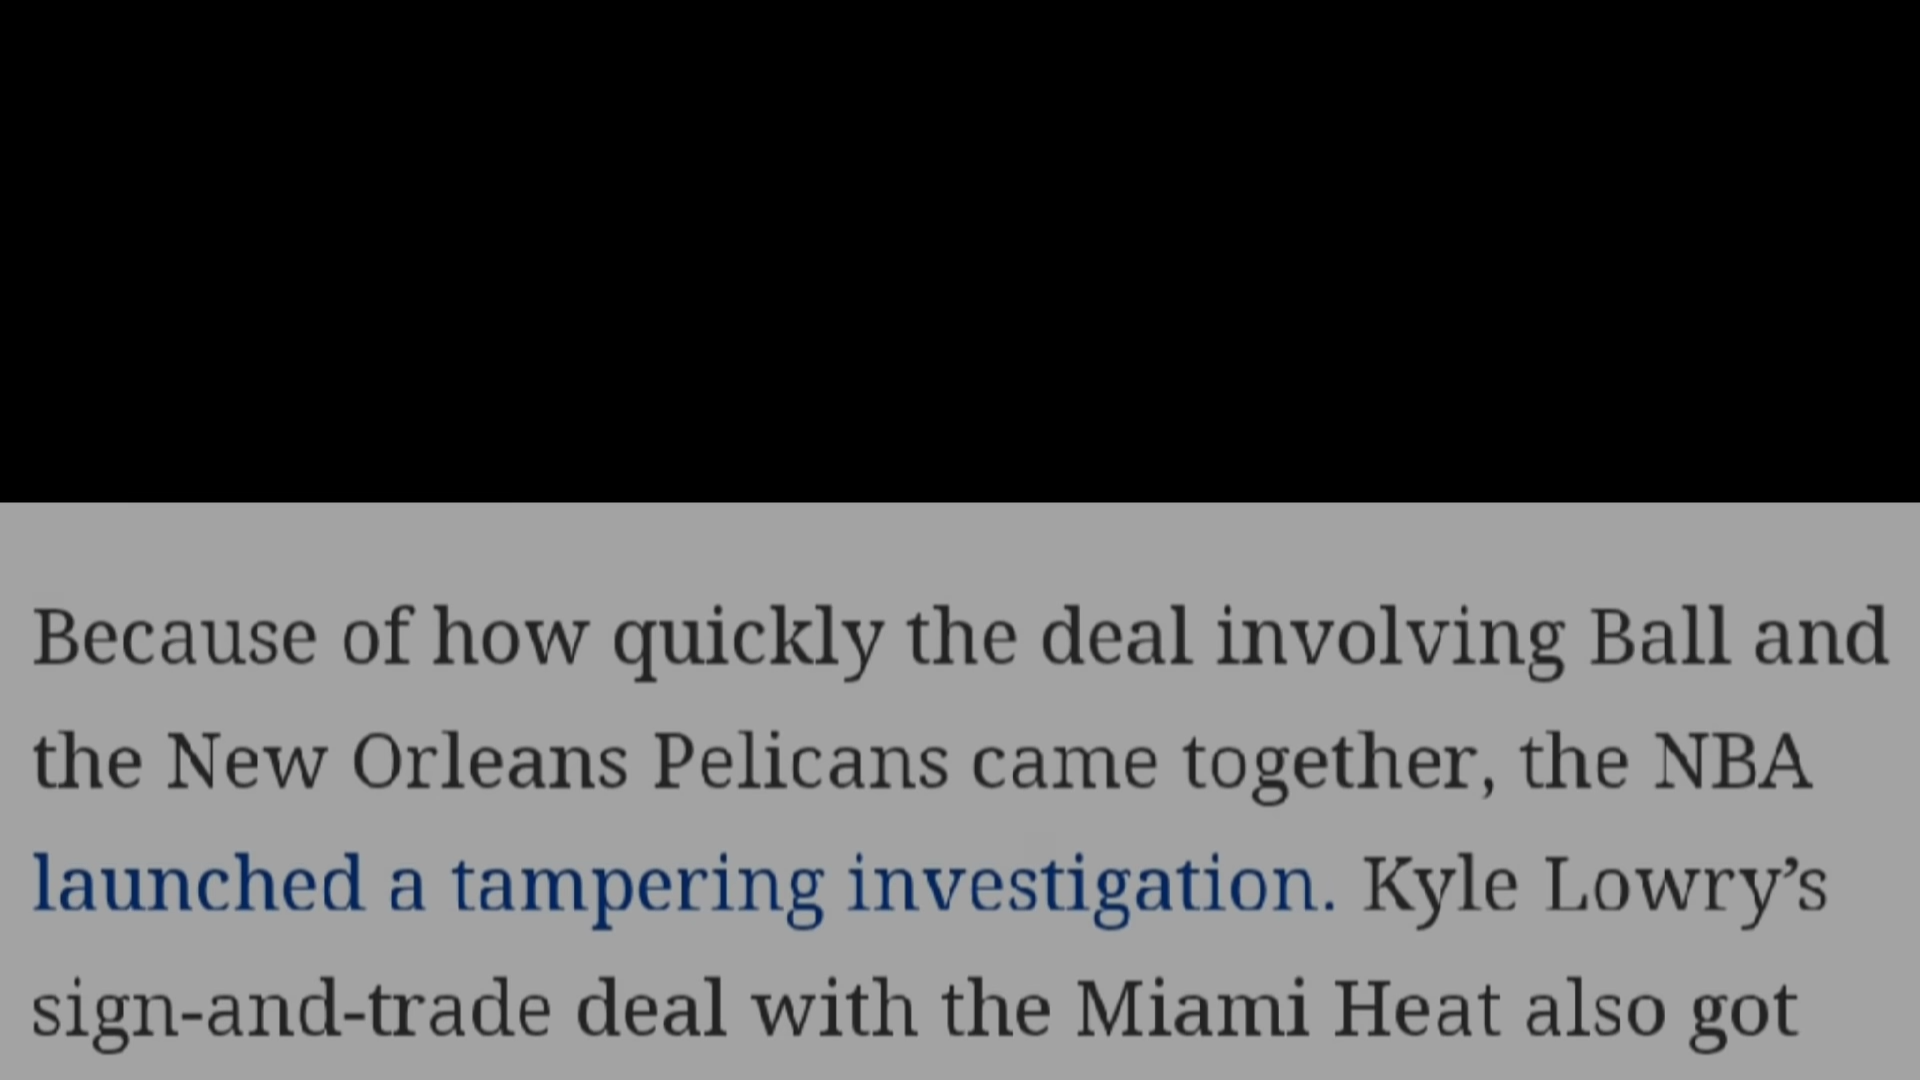 Because of how quickly the deal involving Ball and
the New Orleans Pelicans came together, the NBA
launched a tampering investigation. Kyle Lowry’s
sign-and-trade deal with the Miami Heat also got